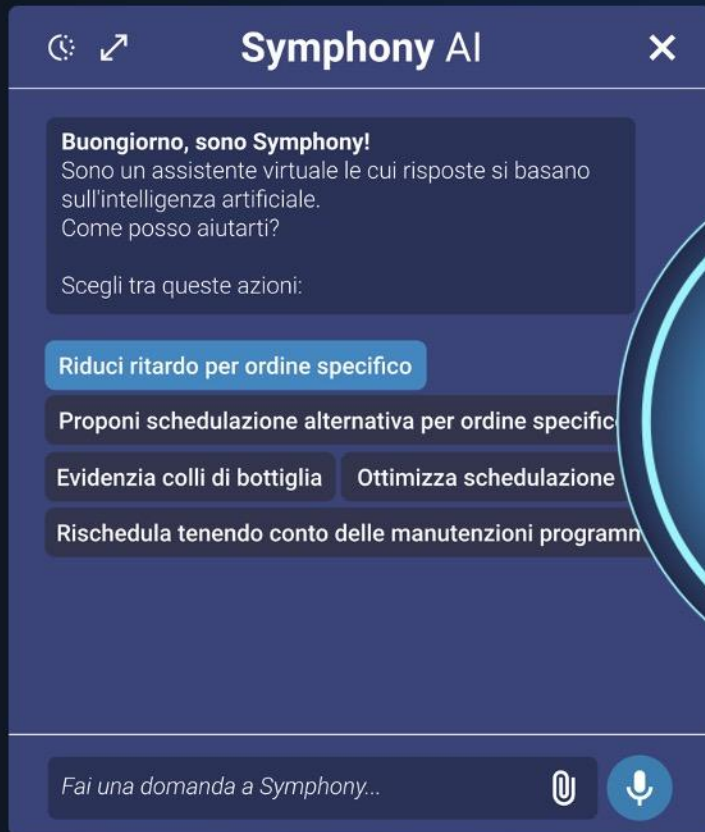 Symphony AI
Buongiorno, sono Symphony!
Sono un assistente virtuale le cui risposte si basano
sull'intelligenza artificiale.
Come posso aiutarti?
Scegli tra queste azioni:
Riduci ritardo per ordine specifico
Proponi schedulazione alternativa per ordine
Evidenzia colli di bottiglia Ottimizza schedulazione
Rischedula tenendo conto delle manutenzioni
Fai una domanda a Symphony...